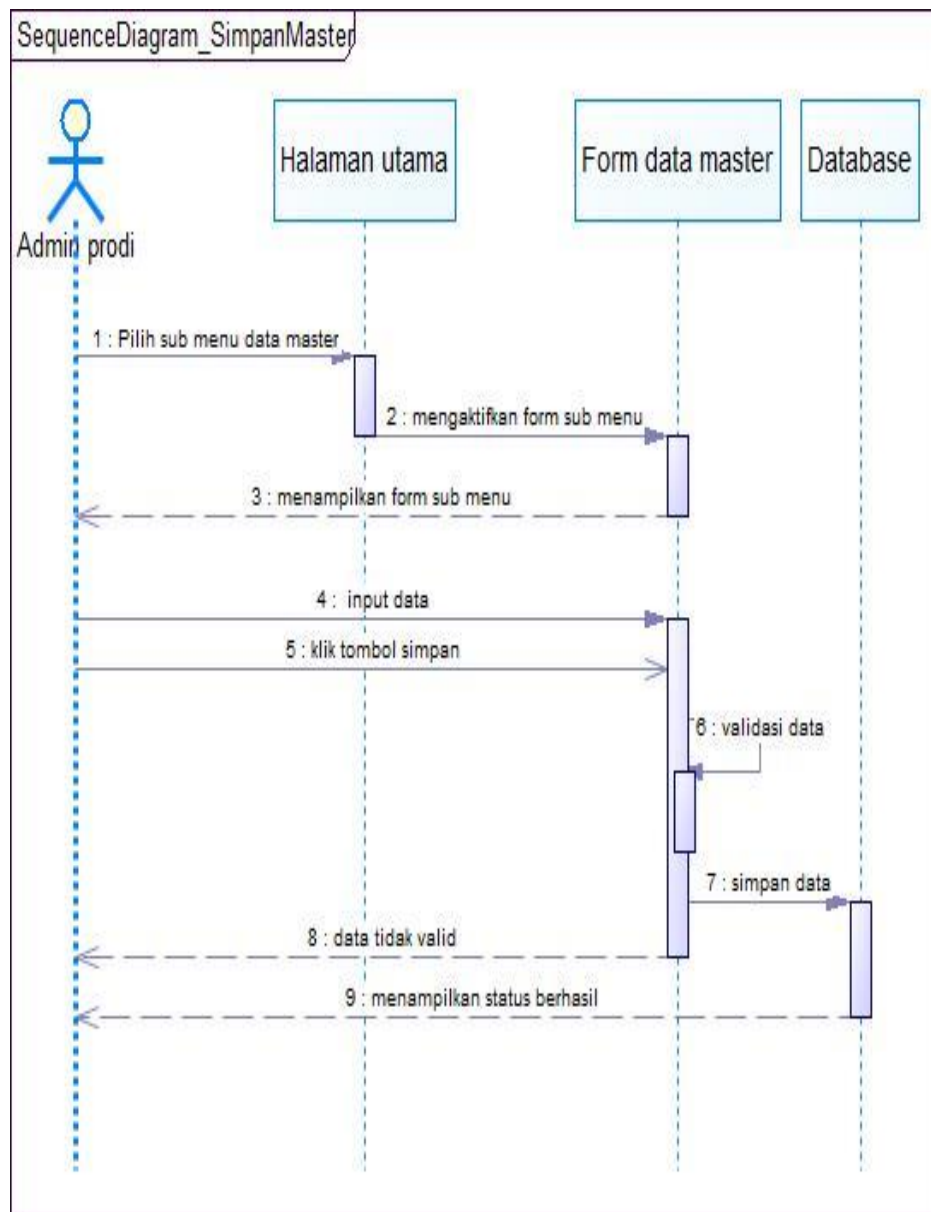 SequenceDiagram_SimpanMaster
Halaman utama
Form data master
Database
Admin prodi
1 : Pilih sub menu data master
2 : mengaktifkan form sub menu
3 : menampilkan form sub menu
4 : input data
5 : klik tombol simpan
6 : validasi data
7 : simpan data
8 : data tidak valid
9 : menampilkan status berhasil